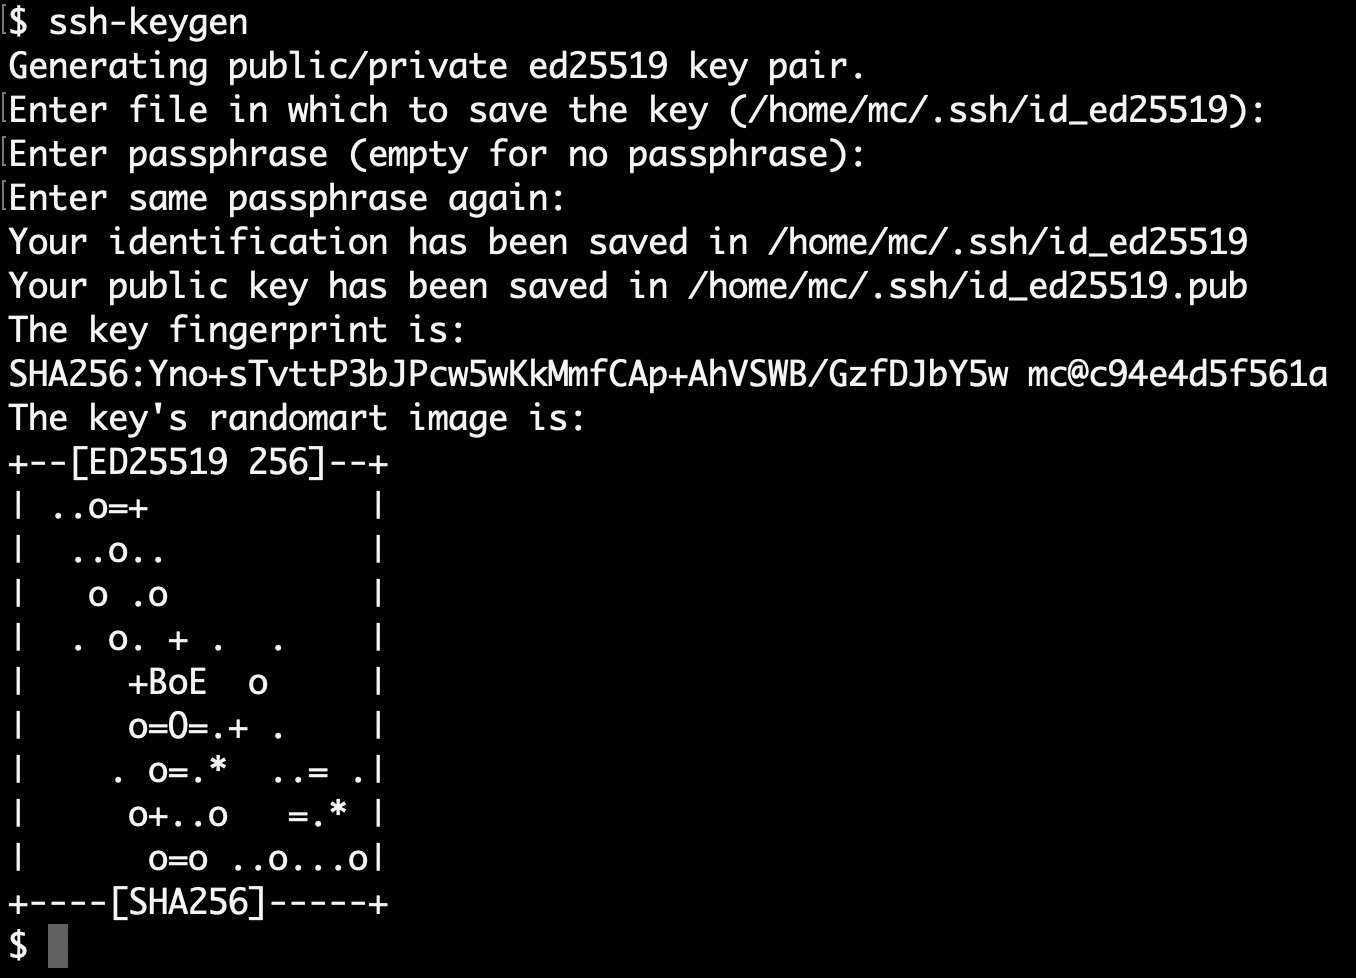 $ ssh-keygen
Generating public/private ed25519 key pair.
Enter file in which to save the key (/home/mc/.ssh/id_ed25519):
Enter passphrase (empty for no passphrase):
Enter same passphrase again:
Your identification has been saved in /home/mc/.ssh/id_ed25519
Your public key has been saved in /home/mc/.ssh/id_ed25519.pub
The key fingerprint is:
SHA256:Yno+sTvttP3bJPcw5wKkMmfCAp+AhVSWB/GzfDJbY5w mc@c94e4d5f561a
The key's randomart image is:
+--[ED25519 256]--+
| ..o=+           |
|  ..o..          |
|   o .o          |
|  . o. + .  .    |
|     +BoE  o     |
|     o=O=.+ .    |
|    . o=.*  ..= .|
|     o+..o   =.* |
|      o=o ..o...o|
+----[SHA256]-----+
$